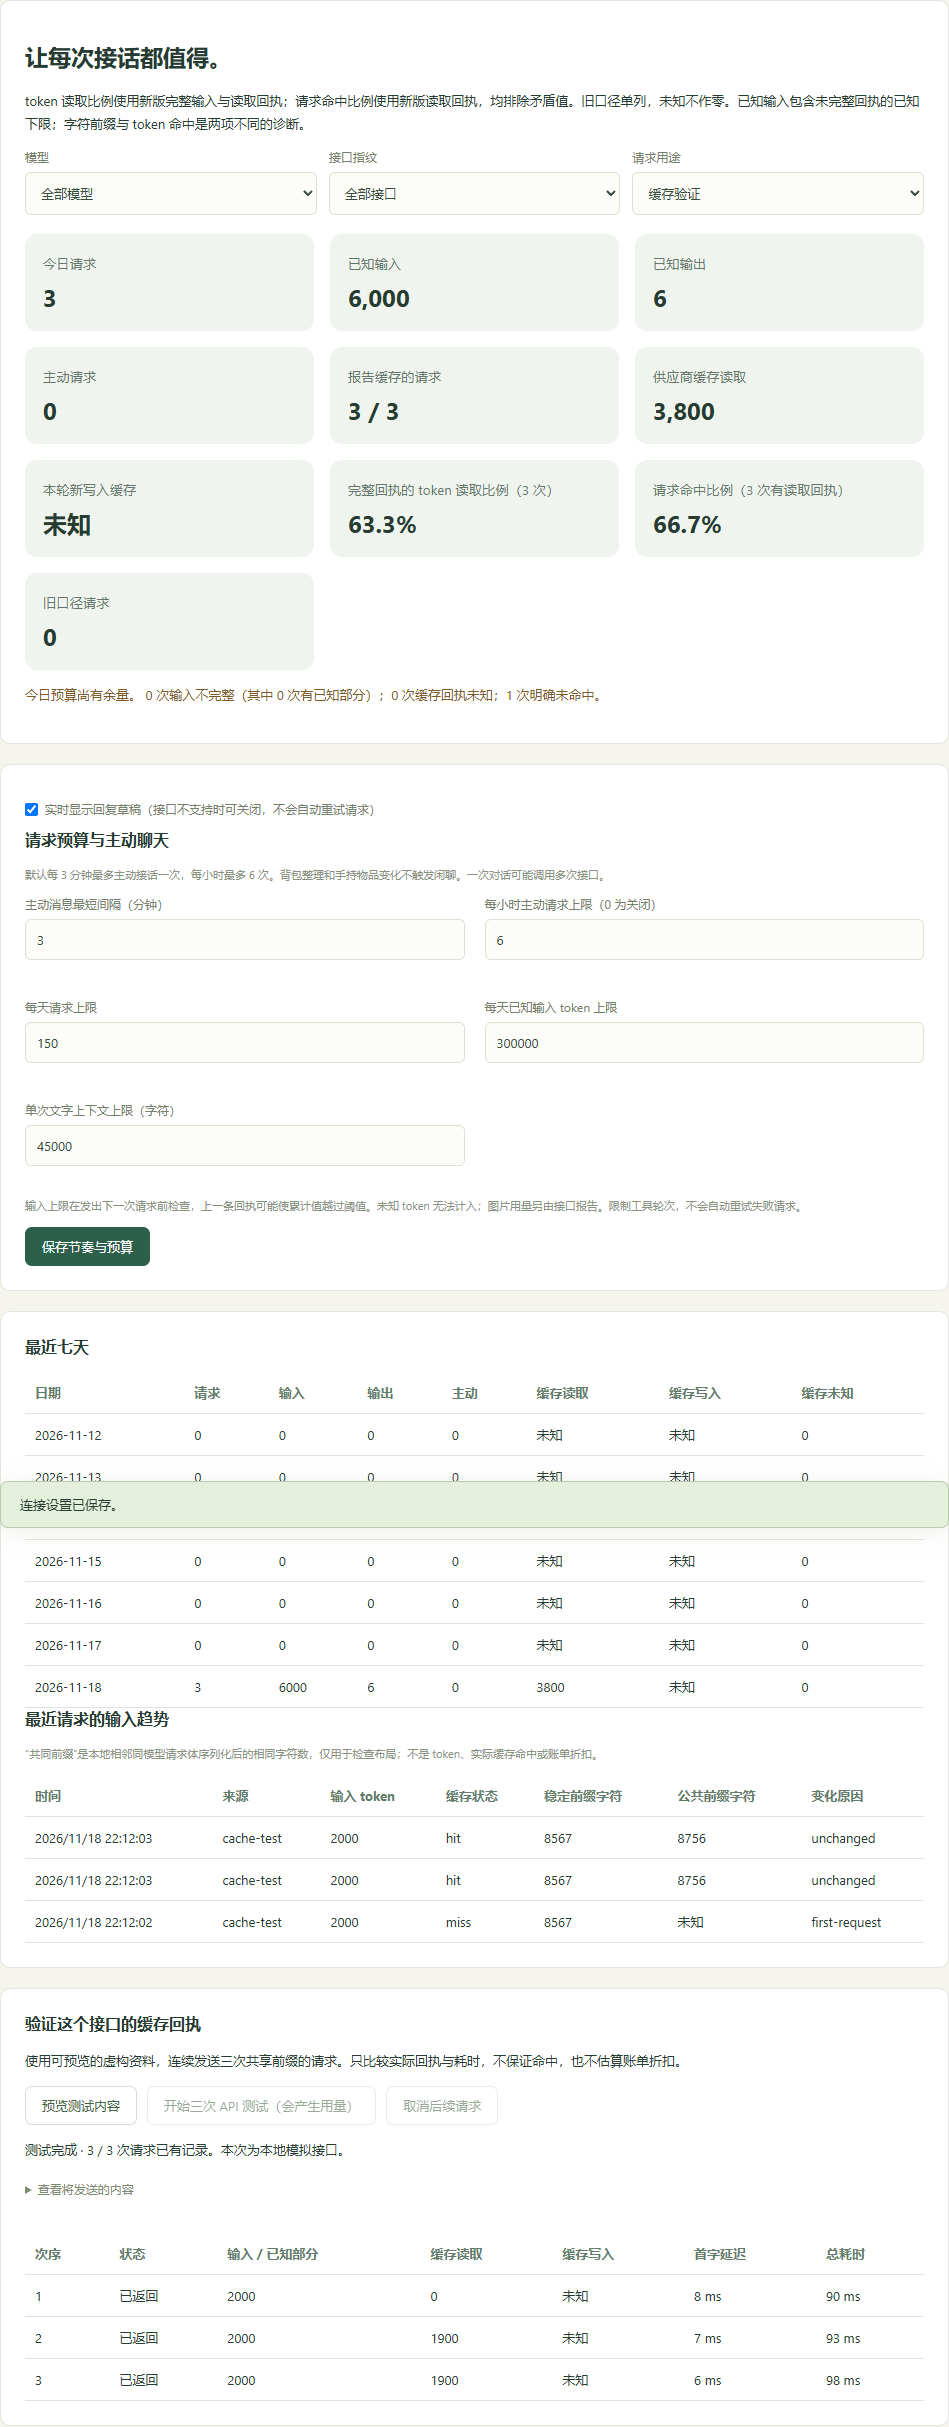 让每次接话都值得。
token 读取比例使用新版完整输入与读取回执；请求命中比例使用新版读取回执，均排除矛盾值。旧口径单列，未知不作零。已知输入包含未完整回执的已知
下限；字符前缀与 token 命中是两项不同的诊断。
模型 接口指纹 请求用途
全部模型 全部接口 缓存验证
今日请求 已知输入 已知输出
3 6,000 6
主动请求 报告缓存的请求 供应商缓存读取
0 3 / 3 3,800
本轮新写入缓存 完整回执的 token 读取比例（3 次） 请求命中比例（3 次有读取回执）
未知 63.3% 66.7%
旧口径请求
0
今日预算尚有余量。 0 次输入不完整（其中 0 次有已知部分）；0 次缓存回执未知；1 次明确未命中。
实时显示回复草稿（接口不支持时可关闭，不会自动重试请求）
请求预算与主动聊天
默认每 3 分钟最多主动接话一次，每小时最多 6 次。背包整理和手持物品变化不触发闲聊。一次对话可能调用多次接口。
主动消息最短间隔（分钟） 每小时主动请求上限（0 为关闭）
3 6
每天请求上限 每天已知输入 token 上限
150 300000
单次文字上下文上限（字符）
45000
输入上限在发出下一次请求前检查，上一条回执可能使累计值越过阈值。未知 token 无法计入；图片用量另由接口报告。限制工具轮次，不会自动重试失败请求。
保存节奏与预算
最近七天
日期 请求 输入 输出 主动 缓存读取 缓存写入 缓存未知
2026-11-12 0 0 0 0 未知 未知 0
2026-11-13 0 0 0 0 未知 未知 0
连接设置已保存。
2026-11-15 0 0 0 0 未知 未知 0
2026-11-16 0 0 0 0 未知 未知 0
2026-11-17 0 0 0 0 未知 未知 0
2026-11-18 3 6000 6 0 3800 未知 0
最近请求的输入趋势
“共同前缀”是本地相邻同模型请求体序列化后的相同字符数，仅用于检查布局；不是 token、实际缓存命中或账单折扣。
时间 来源 输入 token 缓存状态 稳定前缀字符 公共前缀字符 变化原因
2026/11/18 22:12:03 cache-test 2000 hit 8567 8756 unchanged
2026/11/18 22:12:03 cache-test 2000 hit 8567 8756 unchanged
2026/11/18 22:12:02 cache-test 2000 miss 8567 未知 first-request
验证这个接口的缓存回执
使用可预览的虚构资料，连续发送三次共享前缀的请求。只比较实际回执与耗时，不保证命中，也不估算账单折扣。
预览测试内容 开始三次 API 测试（会产生用量） 取消后续请求
测试完成 · 3 / 3 次请求已有记录。本次为本地模拟接口。
查看将发送的内容
次序 状态 输入 / 已知部分 缓存读取 缓存写入 首字延迟 总耗时
1 已返回 2000 0 未知 8 ms 90 ms
2 已返回 2000 1900 未知 7 ms 93 ms
3 已返回 2000 1900 未知 6 ms 98 ms